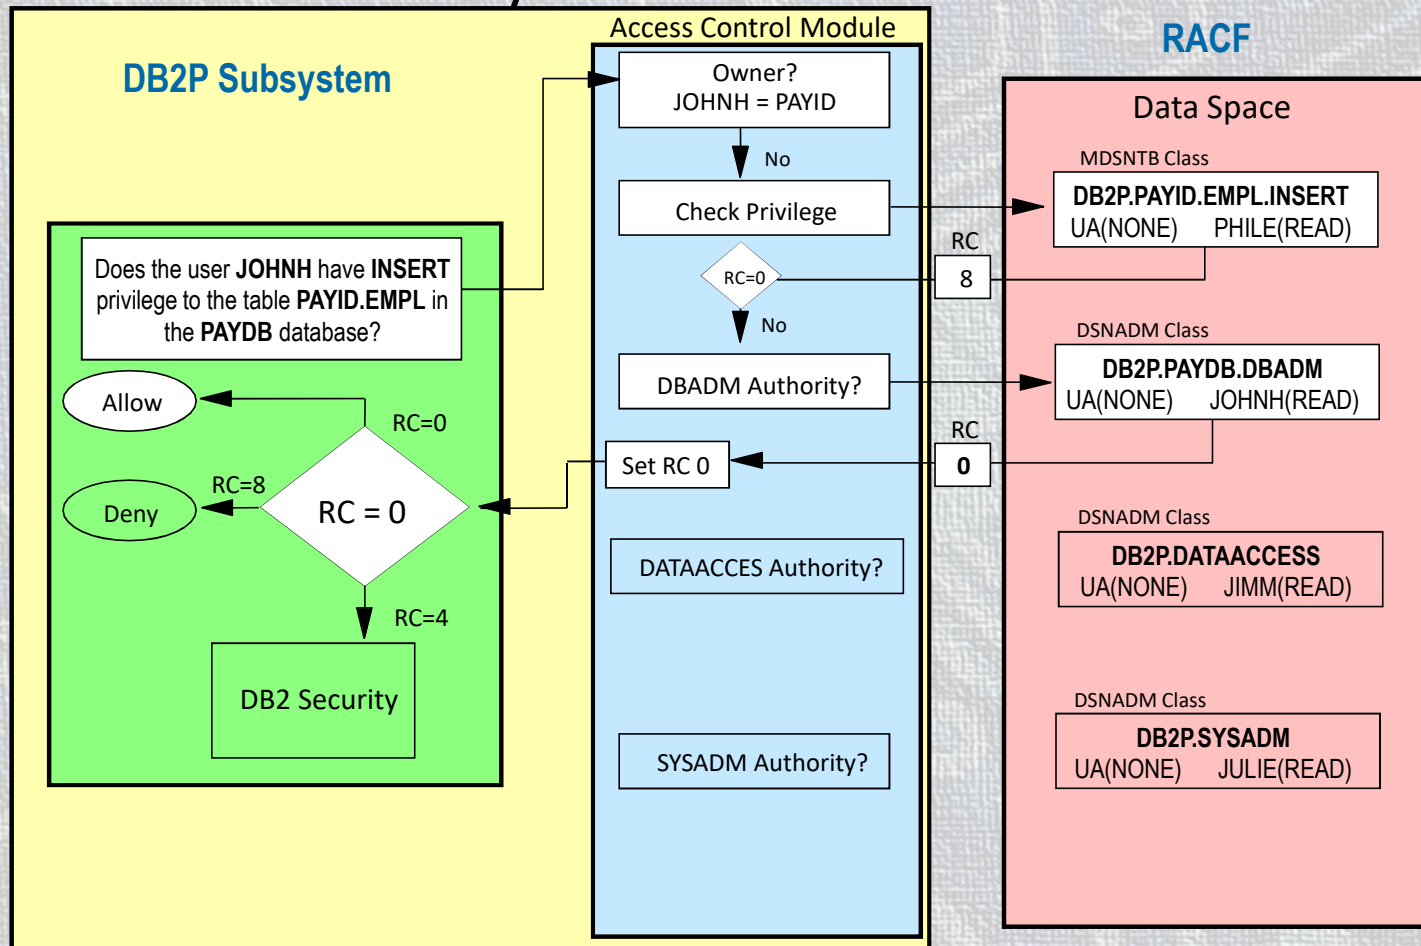 DB2P Subsystem
Access Control Module
RACF
Owner?
JOHNH = PAYID
No
Check Privilege
RC=0
No
DBADM Authority?
Set RC 0
DATAACCES Authority?
SYSADM Authority?
Does the user JOHNH have INSERT
privilege to the table PAYID.EMPL in
the PAYDB database?
Allow
RC=0
RC=8
Deny
RC = 0
RC=4
DB2 Security
RC
8
RC
0
Data Space
MDSNTB Class
DB2P.PAYID.EMPL.INSERT
UA(NONE) PHILE(READ)
DSNADM Class
DB2P.PAYDB.DBADM
UA(NONE) JOHNH(READ)
DSNADM Class
DB2P.DATAACCESS
UA(NONE) JIMM(READ)
DSNADM Class
DB2P.SYSADM
UA(NONE) JULIE(READ)